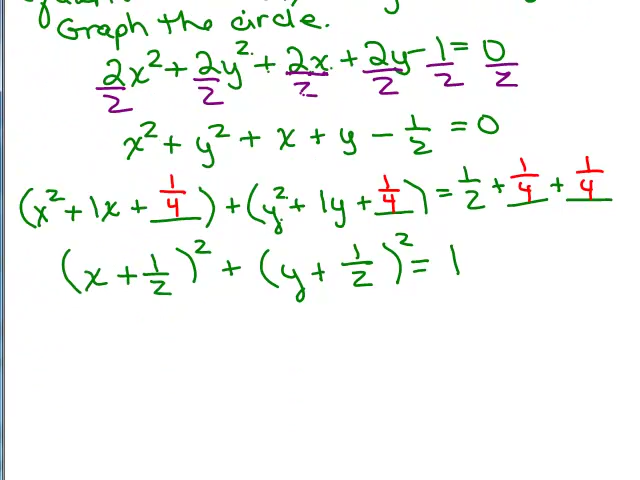 Graph the circle.
2x² + 2y² + 2x + 2y - 1 = 0
2 2 2 2 2 2
x² + y² + x + y - 1/2 = 0
(x² + 1x + 1/4) + (y² + 1y + 1/4) = 1/2 + 1/4 + 1/4
(x + 1/2)² + (y + 1/2)² = 1